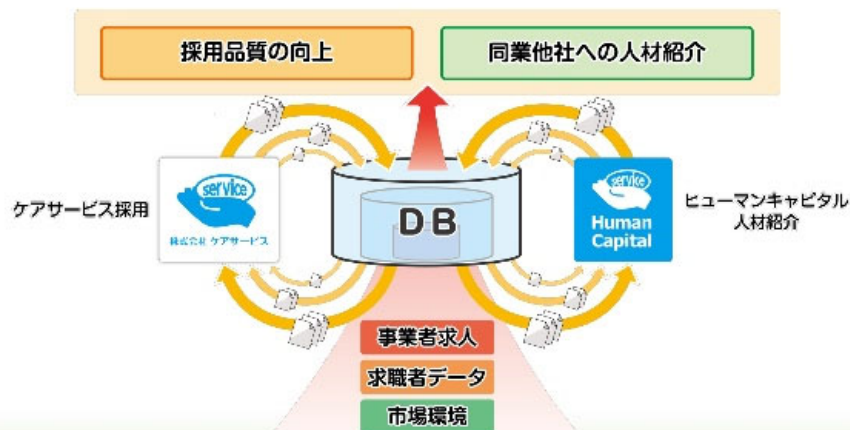 採用品質の向上
同業他社への人材紹介
ケアサービス採用
service
株式会社 ケアサービス
DB
service
Human
Capital
ヒューマンキャピタル
人材紹介
事業者求人
求職者データ
市場環境